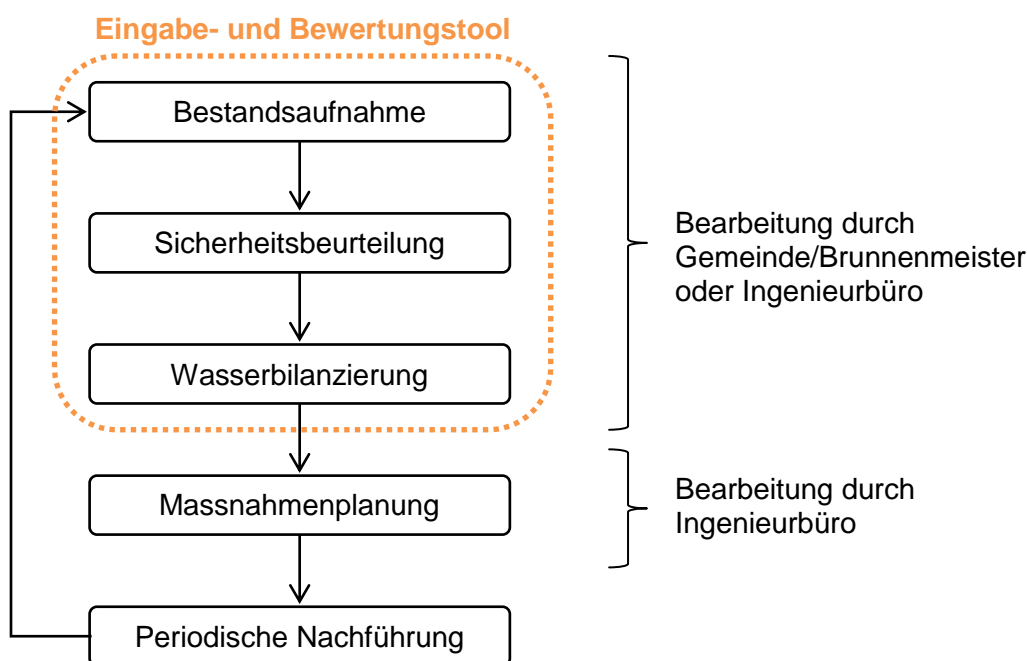 Eingabe- und Bewertungstool
Bestandsaufnahme
Sicherheitsbeurteilung
Wasserbilanzierung
Bearbeitung durch
Gemeinde/Brunnenmeister
oder Ingenieurbüro
Massnahmenplanung
Bearbeitung durch
Ingenieurbüro
Periodische Nachführung